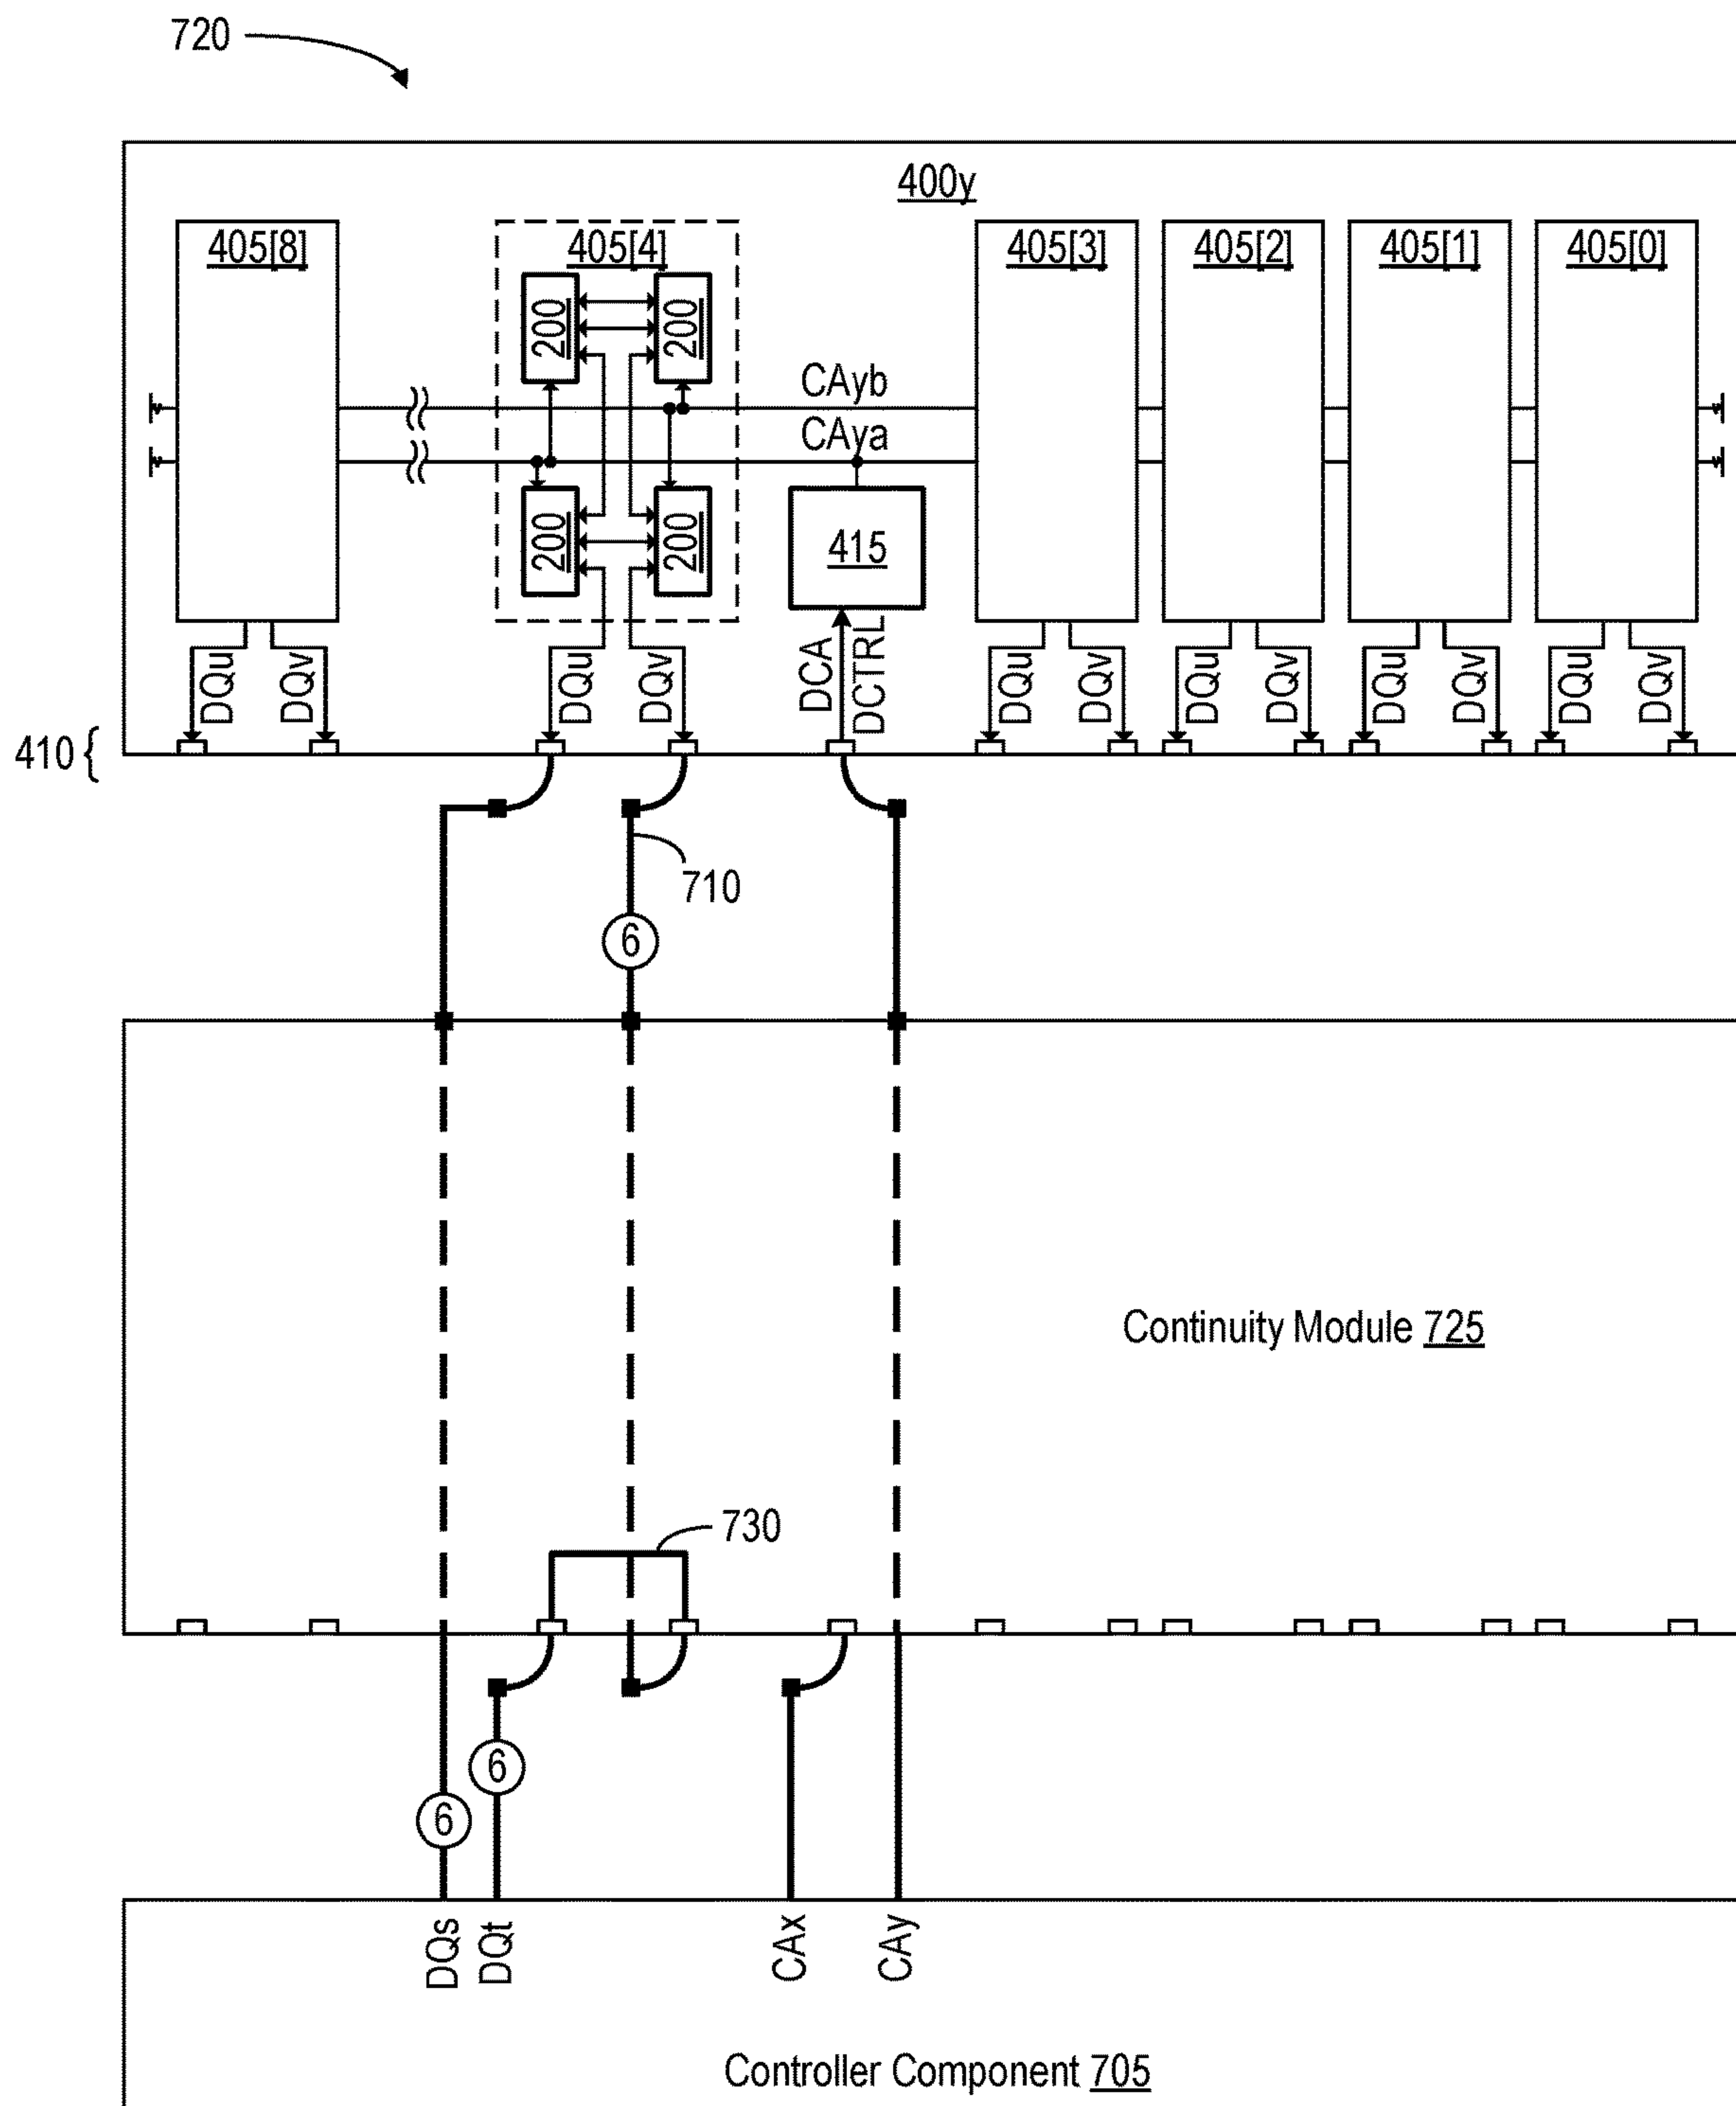 720
400y
405[8]
405[4]
405[3]
405[2]
405[1]
405[0]
200
200
CAyb
CAya
200
200
415
DQu
DQv
DQu
DQv
DCA
DCTRL
DQu
DQv
DQu
DQv
DQu
DQv
DQu
DQv
410 {
710
6
Continuity Module 725
730
6
6
DQs
DQt
CAx
CAy
Controller Component 705